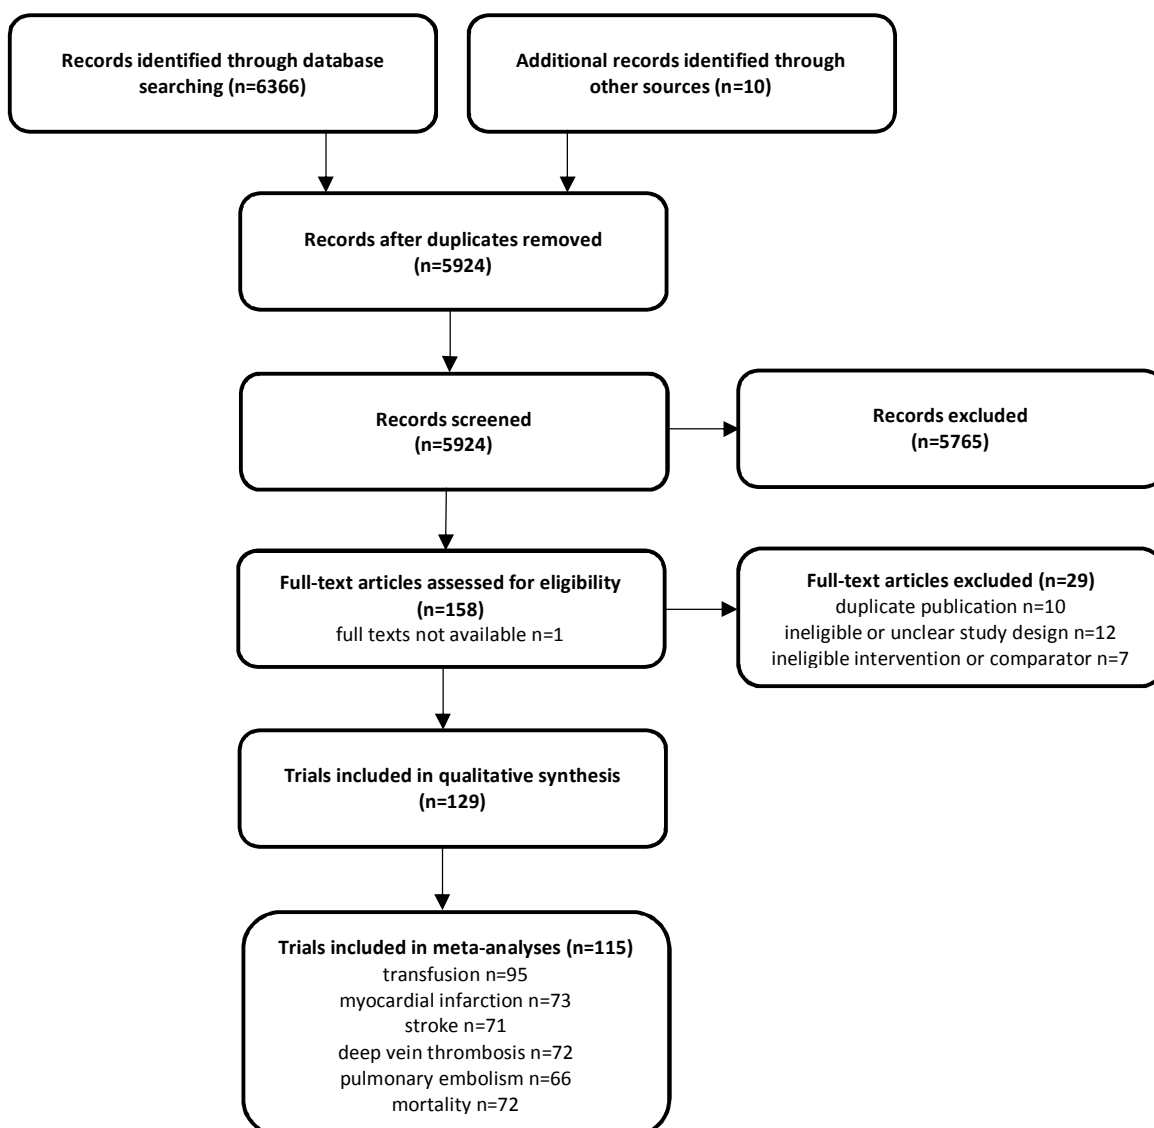 Records identified through database
searching (n=6366)
Additional records identified through
other sources (n=10)
Records after duplicates removed
(n=5924)
Records screened
(n=5924)
Records excluded
(n=5765)
Full-text articles assessed for eligibility
(n=158)
full texts not available n=1
Full-text articles excluded (n=29)
duplicate publication n=10
ineligible or unclear study design n=12
ineligible intervention or comparator n=7
Trials included in qualitative synthesis
(n=129)
Trials included in meta-analyses (n=115)
transfusion n=95
myocardial infarction n=73
stroke n=71
deep vein thrombosis n=72
pulmonary embolism n=66
mortality n=72